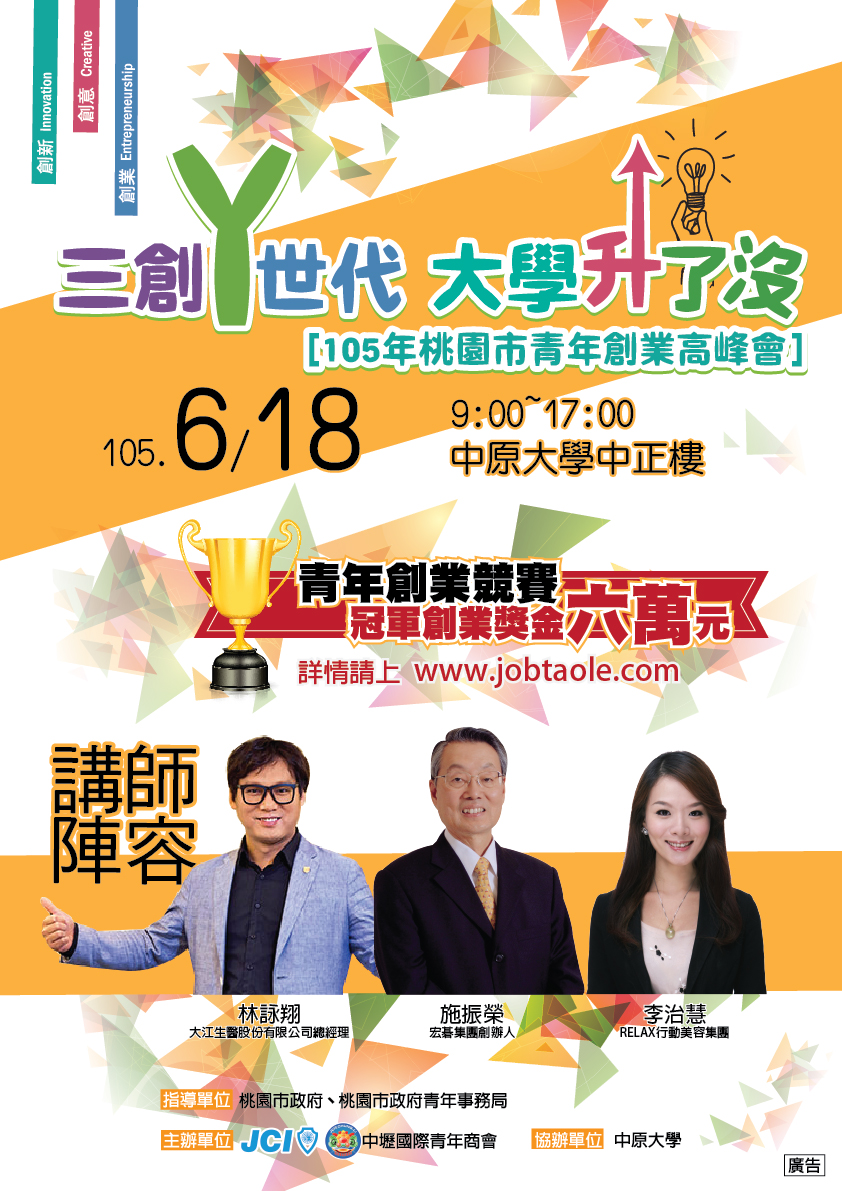 創新 Innovation
創意 Creative
創業 Entrepreneurship
三創Y世代 大學升了沒
[105年桃園市青年創業高峰會]
105. 6/18
9:00~17:00
中原大學中正樓
青年創業競賽
冠軍創業獎金六萬元
詳情請上 www.jobtaole.com
講師
陣容
林詠翔
大江生醫股份有限公司總經理
施振榮
宏碁集團創辦人
李治慧
RELAX行動美容集團
指導單位 桃園市政府、桃園市政府青年事務局
主辦單位 JCI 中壢國際青年商會 協辦單位 中原大學
廣告